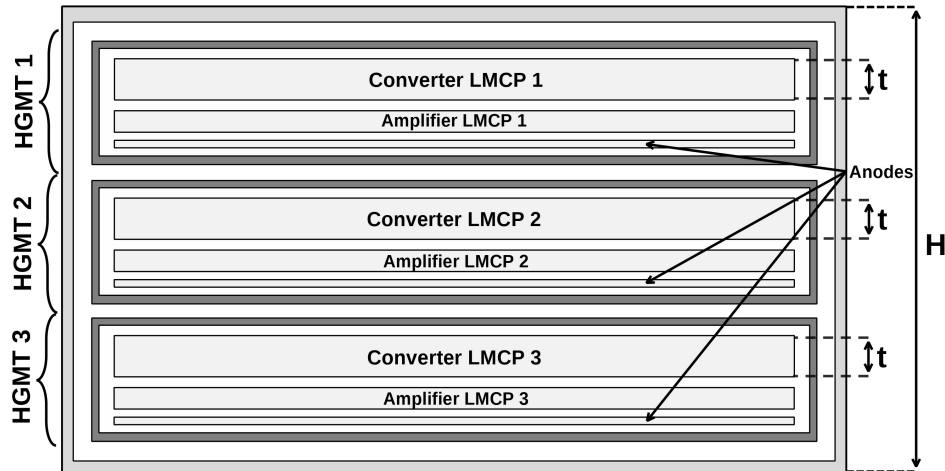 HGMT 1
Converter LMCP 1
t
Amplifier LMCP 1
Anodes
HGMT 2
Converter LMCP 2
t
H
Amplifier LMCP 2
HGMT 3
Converter LMCP 3
t
Amplifier LMCP 3